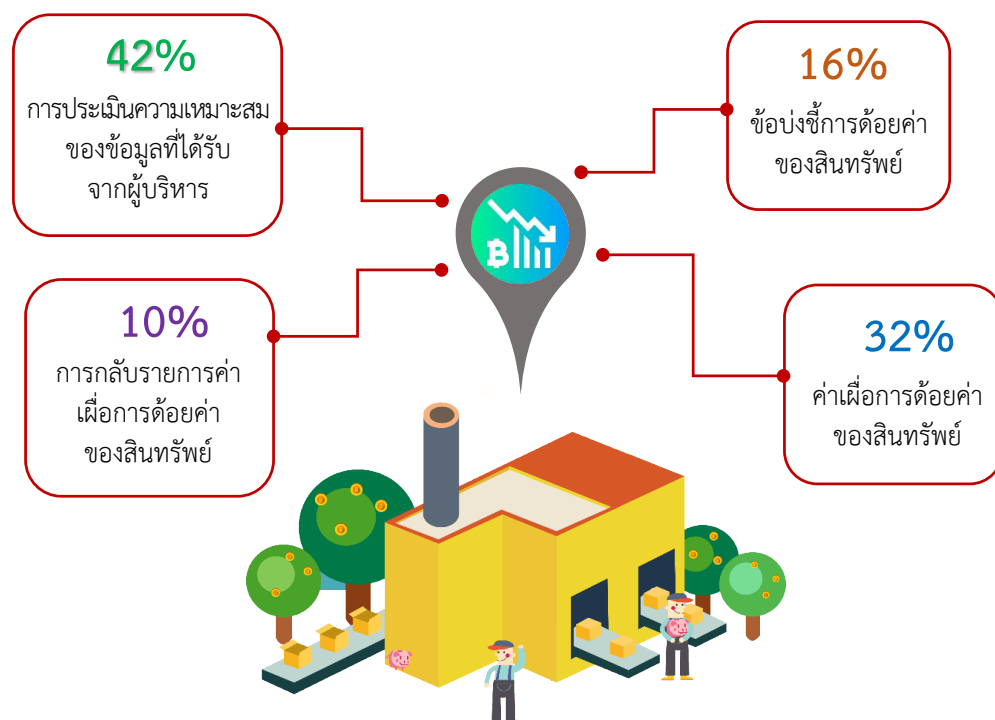 42%
การประเมินความเหมาะสม
ของข้อมูลที่ได้รับ
จากผู้บริหาร
16%
ข้อบ่งชี้การด้อยค่า
ของสินทรัพย์
10%
การกลับรายการค่า
เผื่อการด้อยค่า
ของสินทรัพย์
32%
ค่าเผื่อการด้อยค่า
ของสินทรัพย์